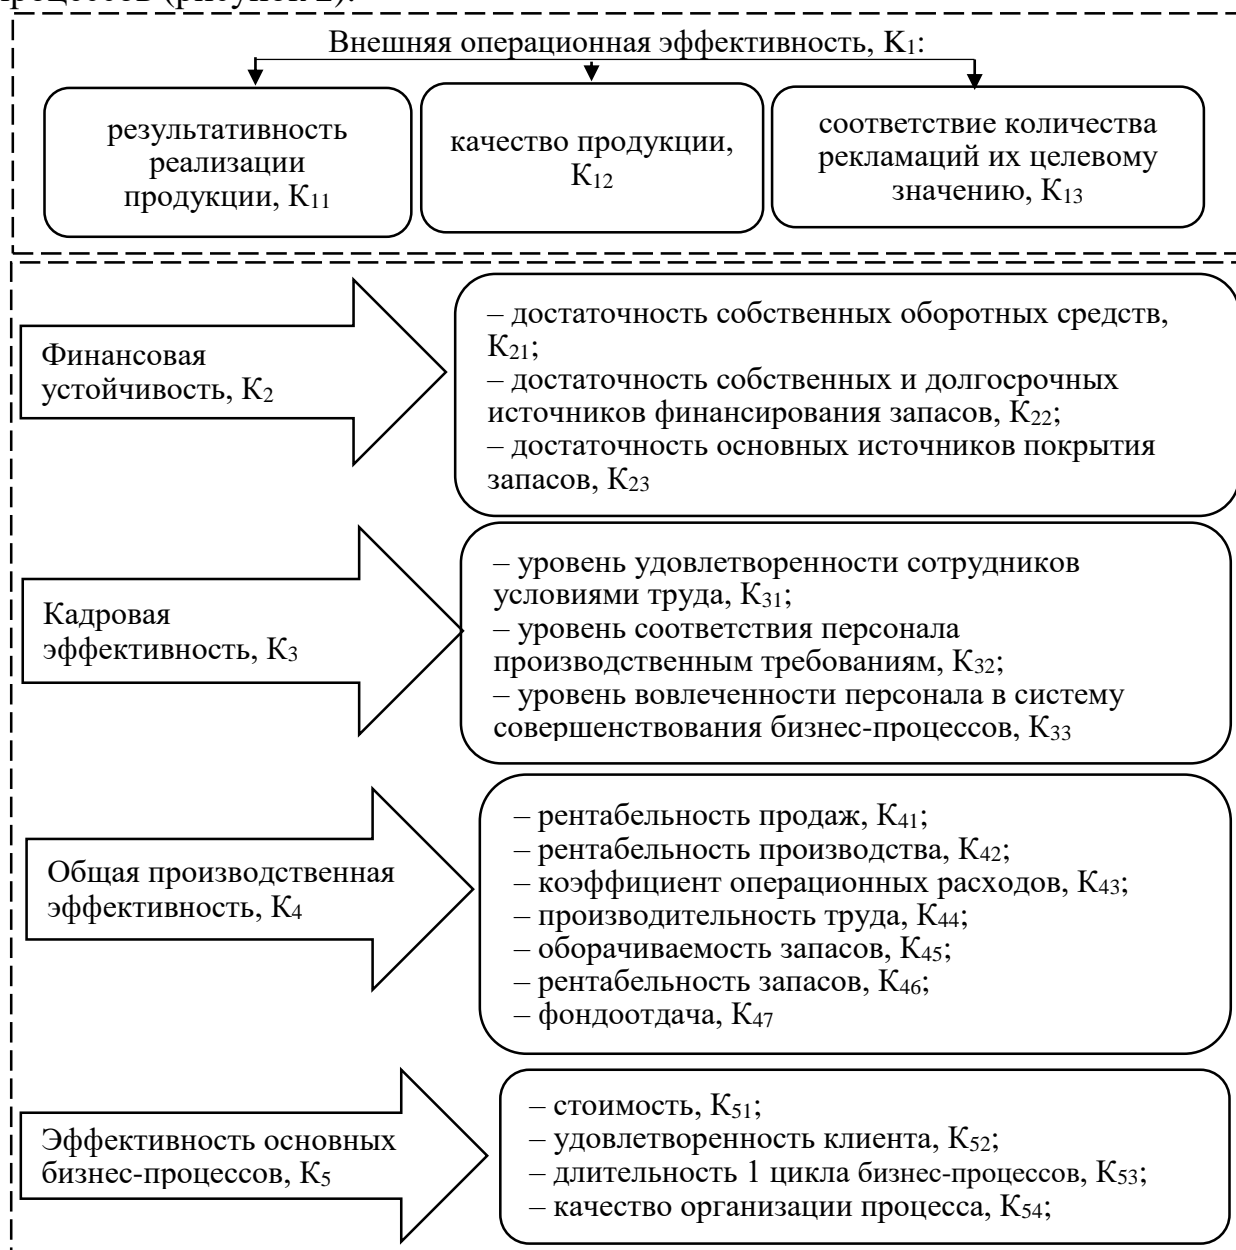 процессов (рисунок 2).
Внешняя операционная эффективность, К1:
результативность
реализации
продукции, К11
качество продукции,
К12
соответствие количества
рекламаций их целевому
значению, К13
Финансовая
устойчивость, К2
– достаточность собственных оборотных средств,
К21;
– достаточность собственных и долгосрочных
источников финансирования запасов, К22;
– достаточность основных источников покрытия
запасов, К23
Кадровая
эффективность, К3
– уровень удовлетворенности сотрудников
условиями труда, К31;
– уровень соответствия персонала
производственным требованиям, К32;
– уровень вовлеченности персонала в систему
совершенствования бизнес-процессов, К33
Общая производственная
эффективность, К4
– рентабельность продаж, К41;
– рентабельность производства, К42;
– коэффициент операционных расходов, К43;
– производительность труда, К44;
– оборачиваемость запасов, К45;
– рентабельность запасов, К46;
– фондоотдача, К47
Эффективность основных
бизнес-процессов, К5
– стоимость, К51;
– удовлетворенность клиента, К52;
– длительность 1 цикла бизнес-процессов, К53;
– качество организации процесса, К54;